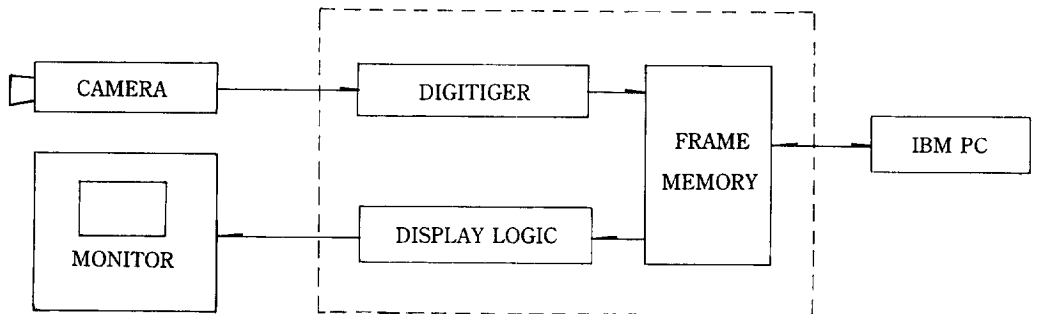 CAMERA
DIGITIGER
FRAME
MEMORY
IBM PC
DISPLAY LOGIC
MONITOR